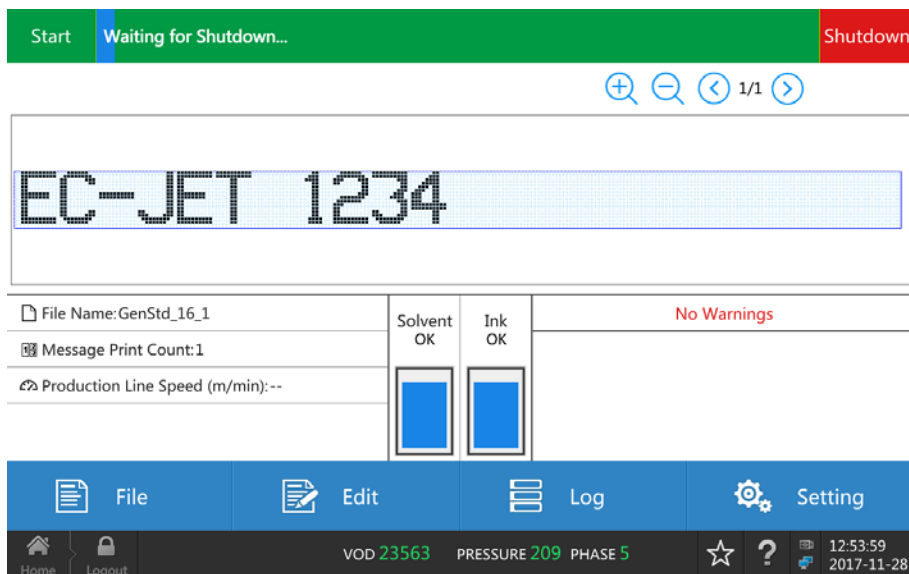 Start Waiting for Shutdown... Shutdown
1/1
EC-JET 1234
File Name:GenStd_16_1
Message Print Count:1
Production Line Speed (m/min):--
Solvent
OK
Ink
OK
No Warnings
File Edit Log Setting
Home Logout VOD 23563 PRESSURE 209 PHASE 5 ? 12:53:59
2017-11-28